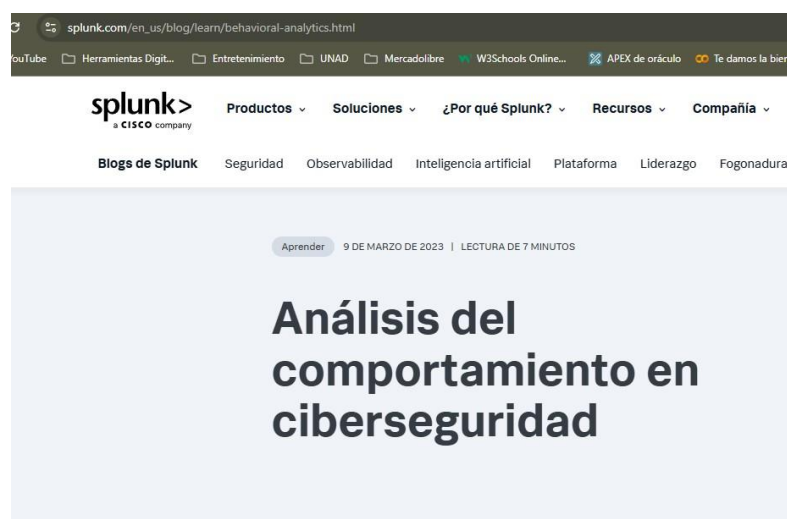 splunk.com/en_us/blog/learn/behavioral-analytics.html
YouTube Herramientas Digit... Entretenimiento UNAD Mercadolibre W3Schools Online... APEX de oráculo Te damos la bien
splunk> Productos Soluciones ¿Por qué Splunk? Recursos Compañía
a CISCO company
Blogs de Splunk Seguridad Observabilidad Inteligencia artificial Plataforma Liderazgo Fogonadura
Aprender 9 DE MARZO DE 2023 | LECTURA DE 7 MINUTOS
Análisis del
comportamiento en
ciberseguridad